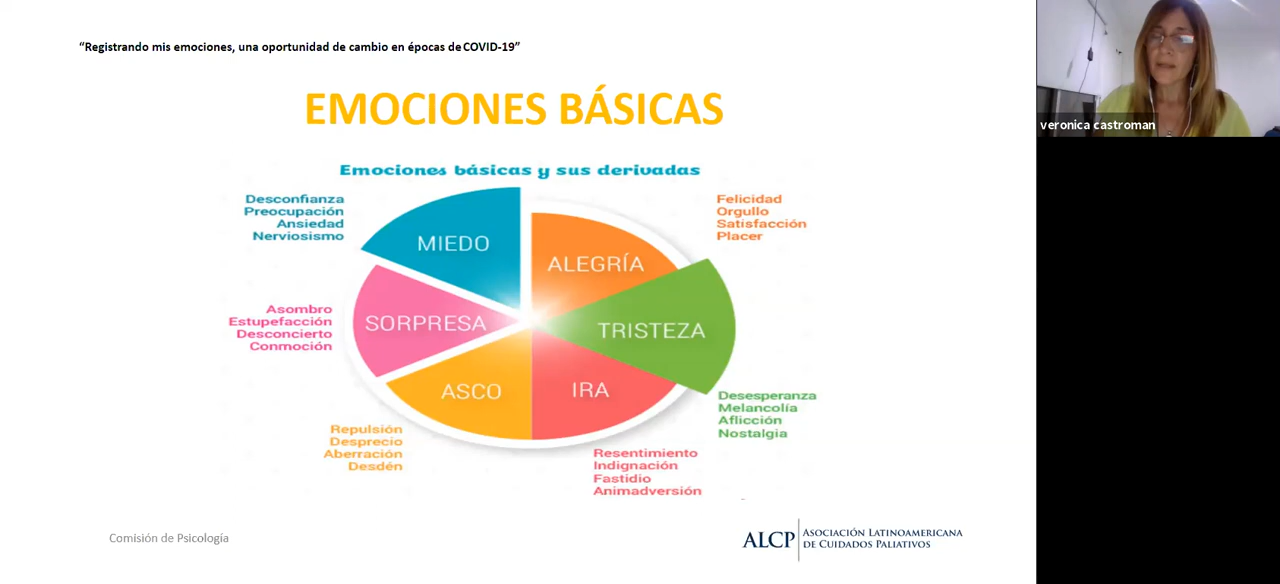 “Registrando mis emociones, una oportunidad de cambio en épocas de COVID-19”
EMOCIONES BÁSICAS
Emociones básicas y sus derivadas
Desconfianza
Preocupación
Ansiedad
Nerviosismo
MIEDO
Felicidad
Orgullo
Satisfacción
Placer
ALEGRÍA
Asombro
Estupefacción
Desconcierto
Conmoción
SORPRESA
TRISTEZA
Desesperanza
Melancolía
Aflicción
Nostalgia
ASCO
IRA
Repulsión
Desprecio
Aberración
Desdén
Resentimiento
Indignación
Fastidio
Animadversión
Comisión de Psicología
ALCP
ASOCIACIÓN LATINOAMERICANA
DE CUIDADOS PALIATIVOS
veronica castroman